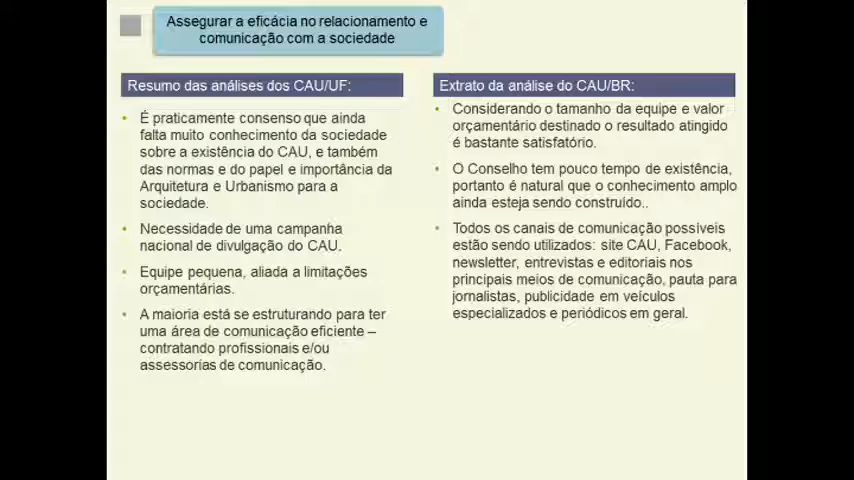 Assegurar a eficácia no relacionamento e
comunicação com a sociedade
Resumo das análises dos CAU/UF:
• É praticamente consenso que ainda
falta muito conhecimento da sociedade
sobre a existência do CAU, e também
das normas e do papel e importância da
Arquitetura e Urbanismo para a
sociedade.
• Necessidade de uma campanha
nacional de divulgação do CAU.
• Equipe pequena, aliada a limitações
orçamentárias.
• A maioria está se estruturando para ter
uma área de comunicação eficiente –
contratando profissionais e/ou
assessorias de comunicação.
Extrato da análise do CAU/BR:
• Considerando o tamanho da equipe e valor
orçamentário destinado o resultado atingido
é bastante satisfatório.
• O Conselho tem pouco tempo de existência,
portanto é natural que o conhecimento amplo
ainda esteja sendo construído..
• Todos os canais de comunicação possíveis
estão sendo utilizados: site CAU, Facebook,
newsletter, entrevistas e editoriais nos
principais meios de comunicação, pauta para
jornalistas, publicidade em veículos
especializados e periódicos em geral.